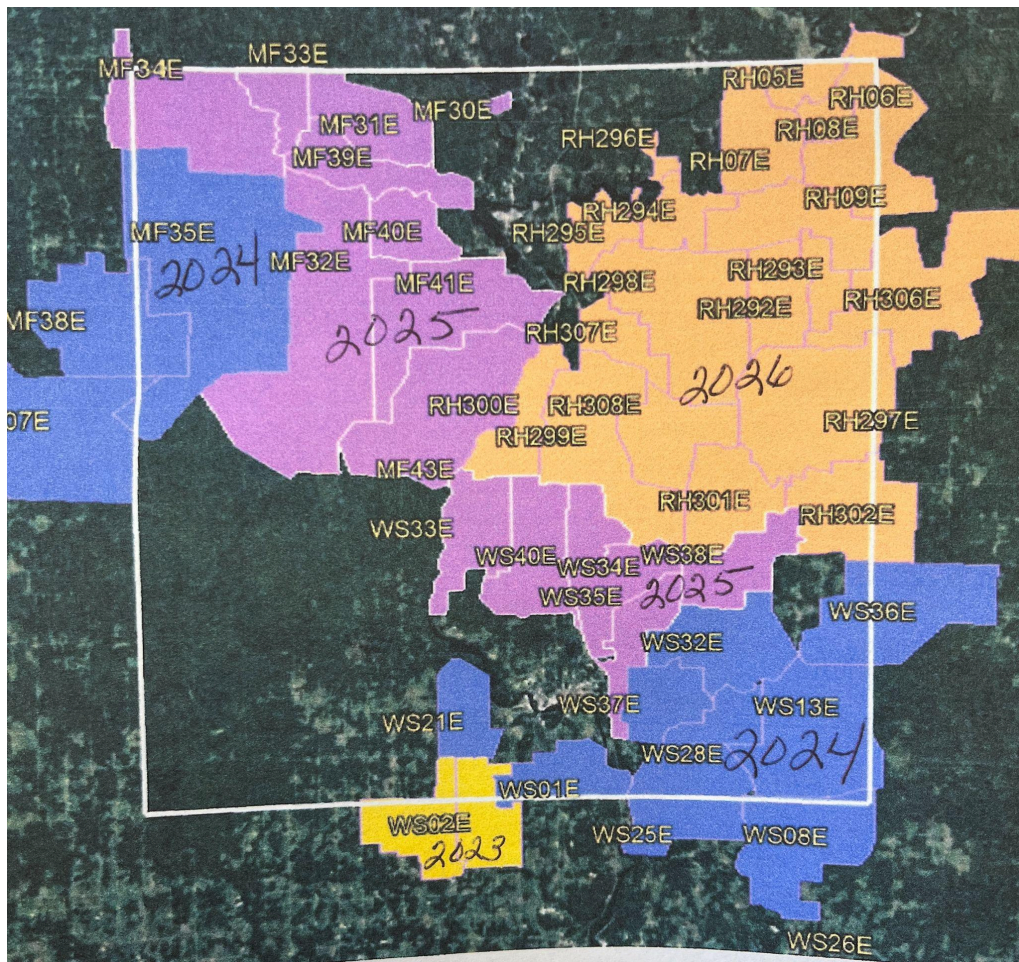 MF33E
MF34E
RH05E
RH06E
MF30E
MF31E
RH08E
RH296E
MF39E
RH07E
RH09E
RH294E
MF35E
MF40E
RH295E
2024
MF32E
RH293E
MF41E
RH298E
RH292E
RH306E
MF38E
2025
RH307E
2026
RH300E
RH308E
07E
RH299E
RH297E
MF43E
RH301E
RH302E
WS33E
WS40E
WS34E
WS38E
WS35E
2025
WS36E
WS32E
WS37E
WS13E
WS21E
WS28E
2024
WS01E
WS02E
WS25E
WS08E
2023
WS26E